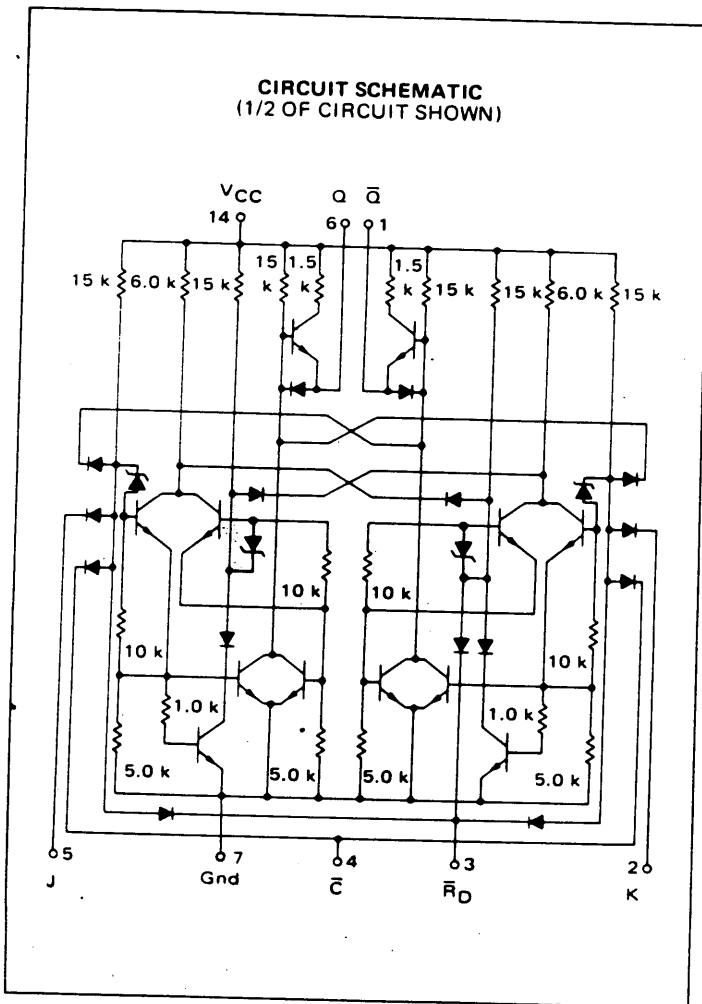 CIRCUIT SCHEMATIC
(1/2 OF CIRCUIT SHOWN)
VCC Q Q̅
14 6 1
15 k 6.0 k 15 k 15 k 1.5 k 1.5 k 15 k 15 k 6.0 k 15 k
10 k 10 k
10 k 10 k
1.0 k 1.0 k
5.0 k 5.0 k 5.0 k 5.0 k
5 7 4 3 2
J Gnd C̅ R̅D K